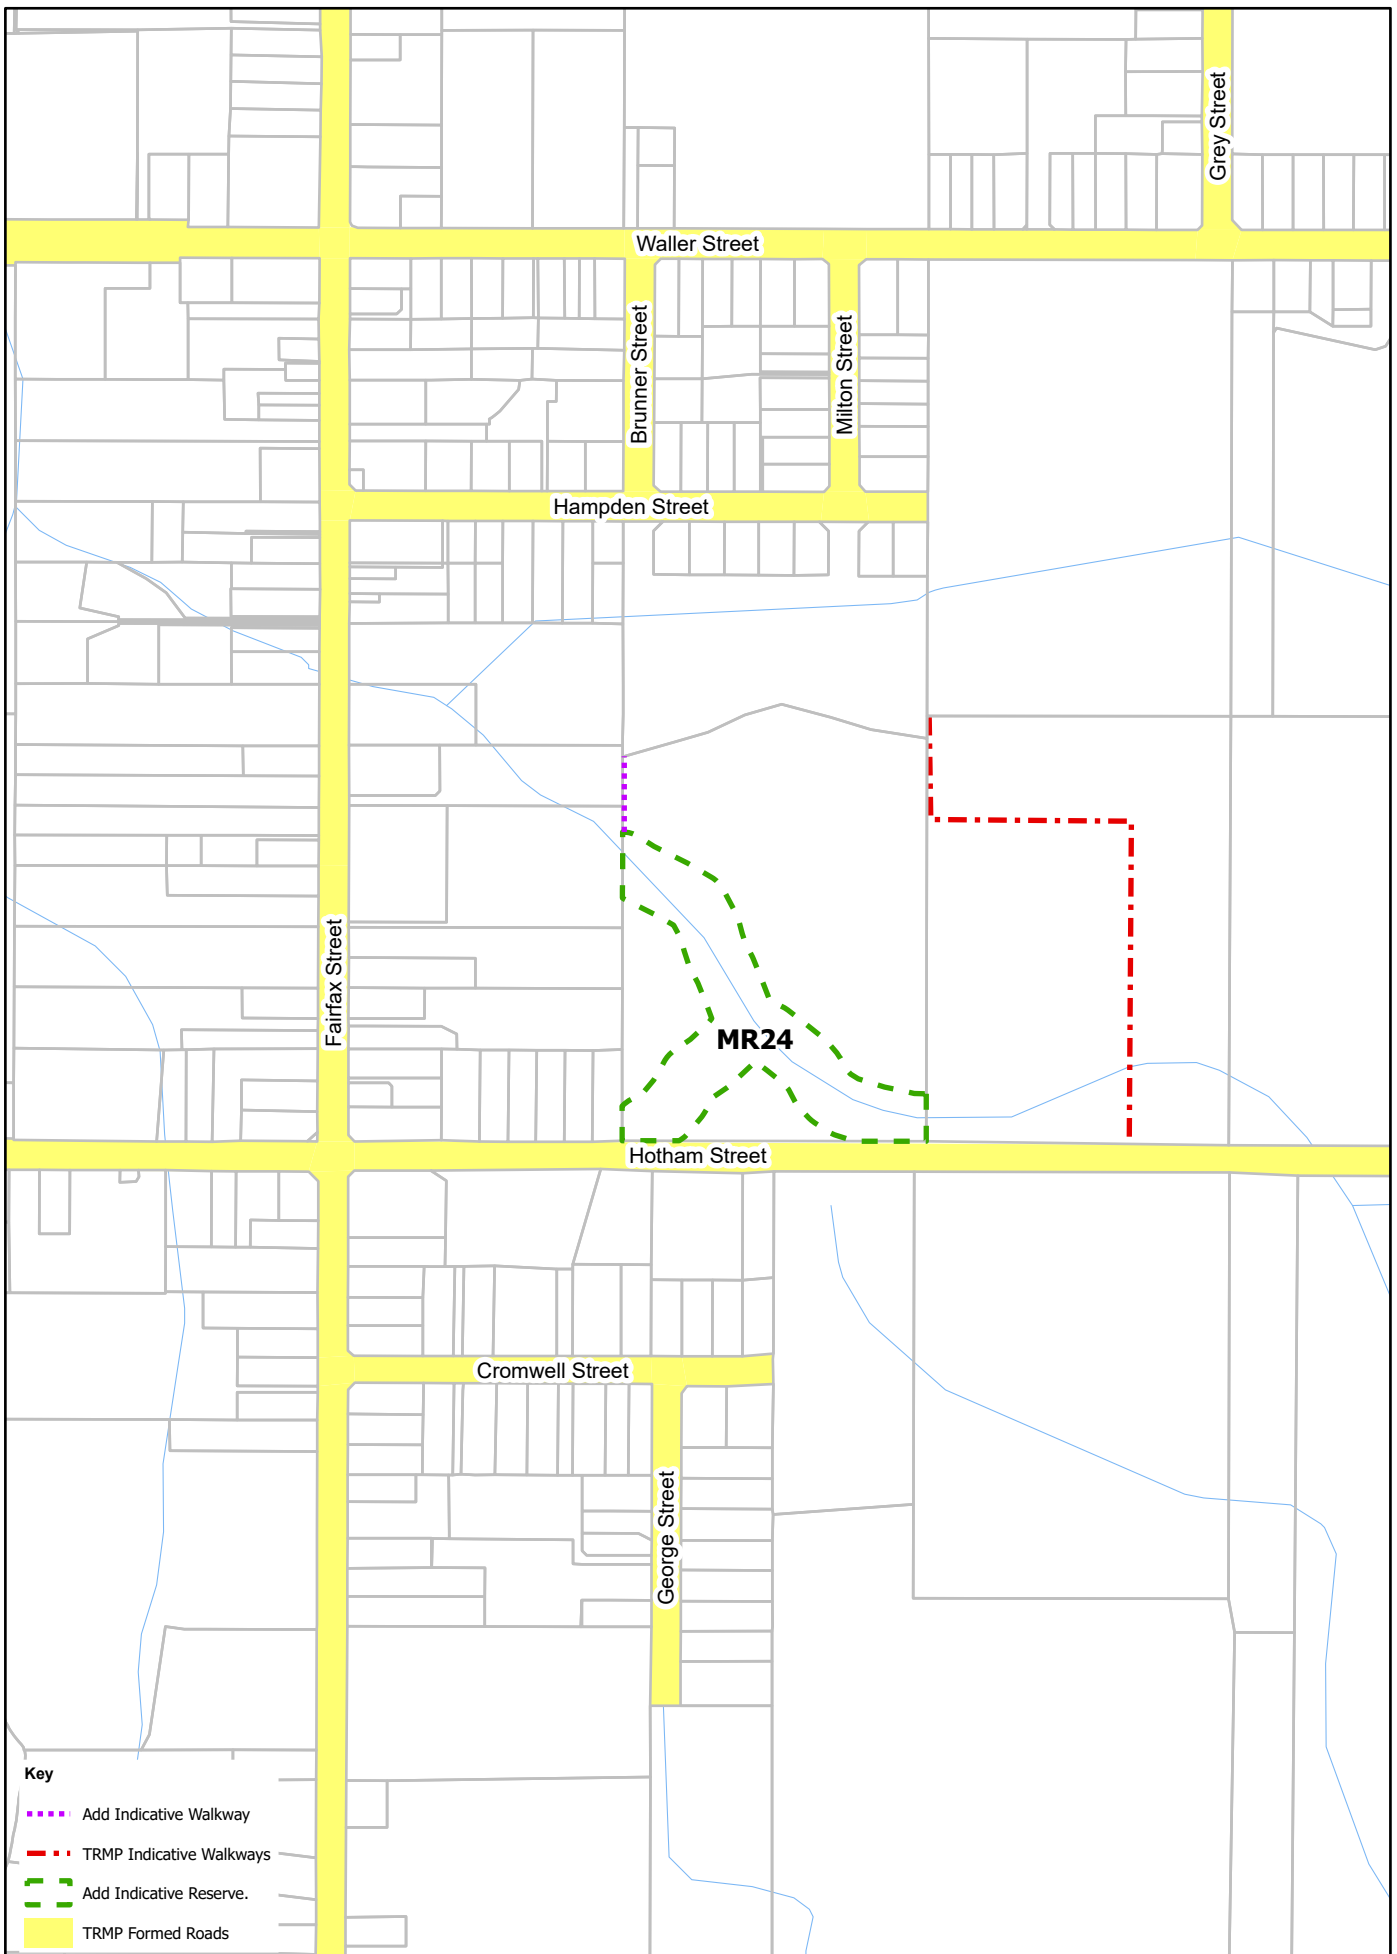 Grey Street
Waller Street
Brunner Street
Milton Street
Hampden Street
Fairfax Street
MR24
Hotham Street
Cromwell Street
George Street
Key
Add Indicative Walkway
TRMP Indicative Walkways
Add Indicative Reserve.
TRMP Formed Roads